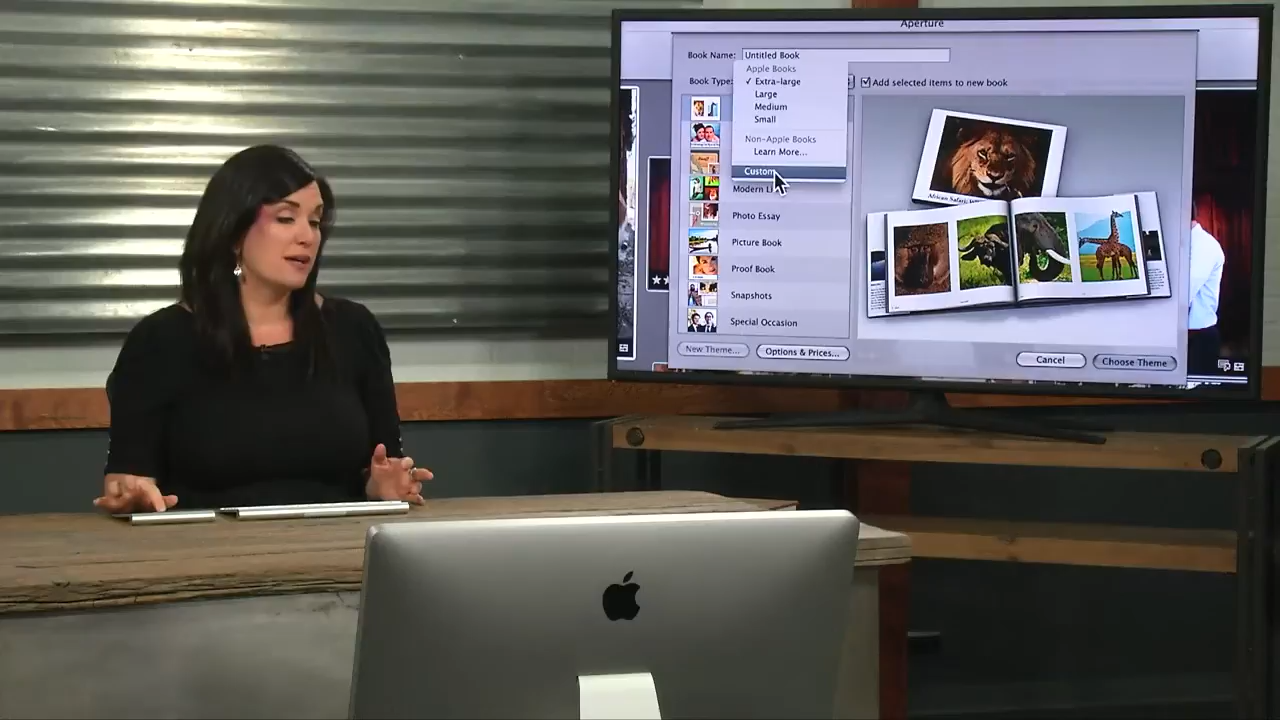 Aperture
Book Name: Untitled Book
Apple Books
Book Type:
✓ Extra-large
Add selected items to new book
Large
Medium
Small
Non-Apple Books
Learn More...
Custom
Modern
Photo Essay
Picture Book
Proof Book
Snapshots
Special Occasion
African Safari
New Theme...
Options & Prices...
Cancel
Choose Theme